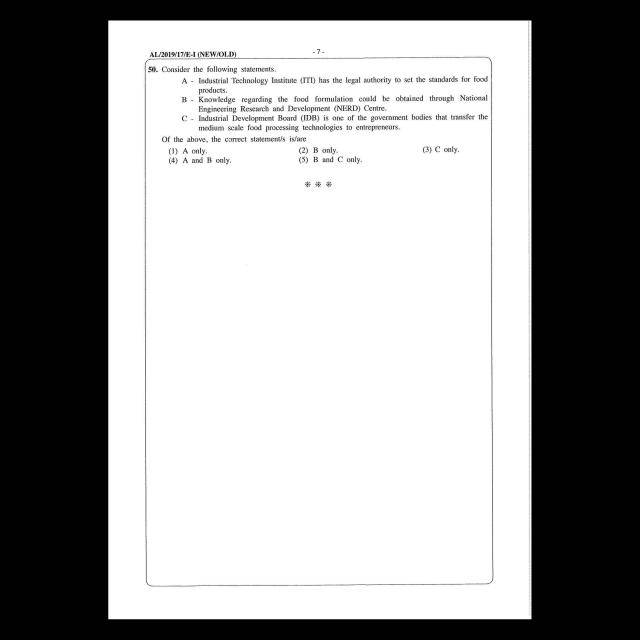 AL/2019/17/E-I (NEW/OLD)
- 7 -
50. Consider the following statements.
A - Industrial Technology Institute (ITI) has the legal authority to set the standards for food
products.
B - Knowledge regarding the food formulation could be obtained through National
Engineering Research and Development (NERD) Centre.
C - Industrial Development Board (IDB) is one of the government bodies that transfer the
medium scale food processing technologies to entrepreneurs.
Of the above, the correct statement/s is/are
(1) A only. (2) B only. (3) C only.
(4) A and B only. (5) B and C only.
※ ※ ※